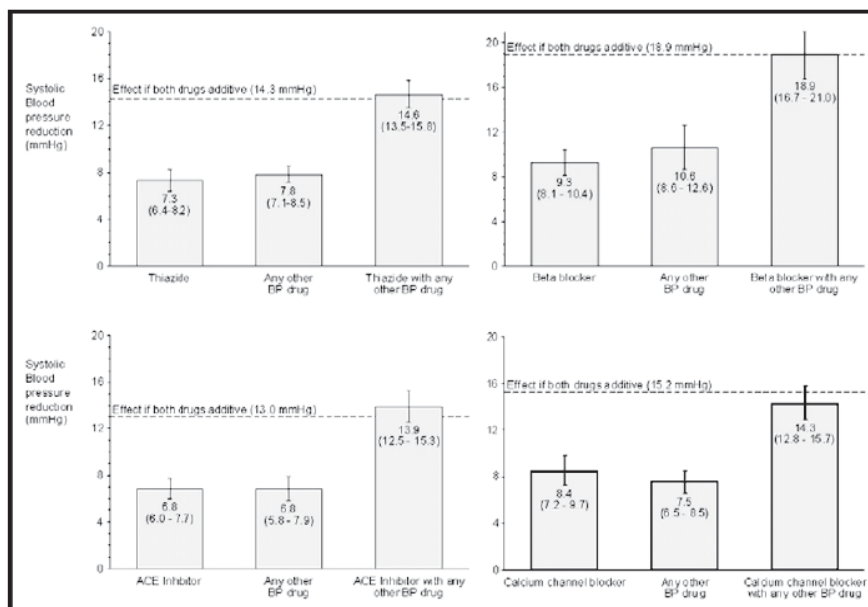 20
16
12
8
4
0
Systolic
Blood
pressure
reduction
(mmHg)
Effect if both drugs additive (14.3 mmHg)
7.3
(6.4-8.2)
7.8
(7.1-8.5)
14.6
(13.5-15.8)
Thiazide
Any other
BP drug
Thiazide with any
other BP drug
20
16
12
8
4
0
Effect if both drugs additive (18.9 mmHg)
9.3
(8.1 - 10.4)
10.6
(8.6 - 12.6)
18.9
(16.7 - 21.0)
Beta blocker
Any other
BP drug
Beta blocker with any
other BP drug
20
16
12
8
4
0
Systolic
Blood
pressure
reduction
(mmHg)
Effect if both drugs additive (13.0 mmHg)
6.8
(6.0 - 7.7)
6.8
(5.8 - 7.9)
13.9
(12.5 - 15.3)
ACE Inhibitor
Any other
BP drug
ACE Inhibitor with any
other BP drug
20
16
12
8
4
0
Effect if both drugs additive (15.2 mmHg)
8.4
(7.2 - 9.7)
7.5
(6.5 - 8.5)
14.3
(12.8 - 15.7)
Calcium channel blocker
Any other
BP drug
Calcium channel blocker
with any other BP drug